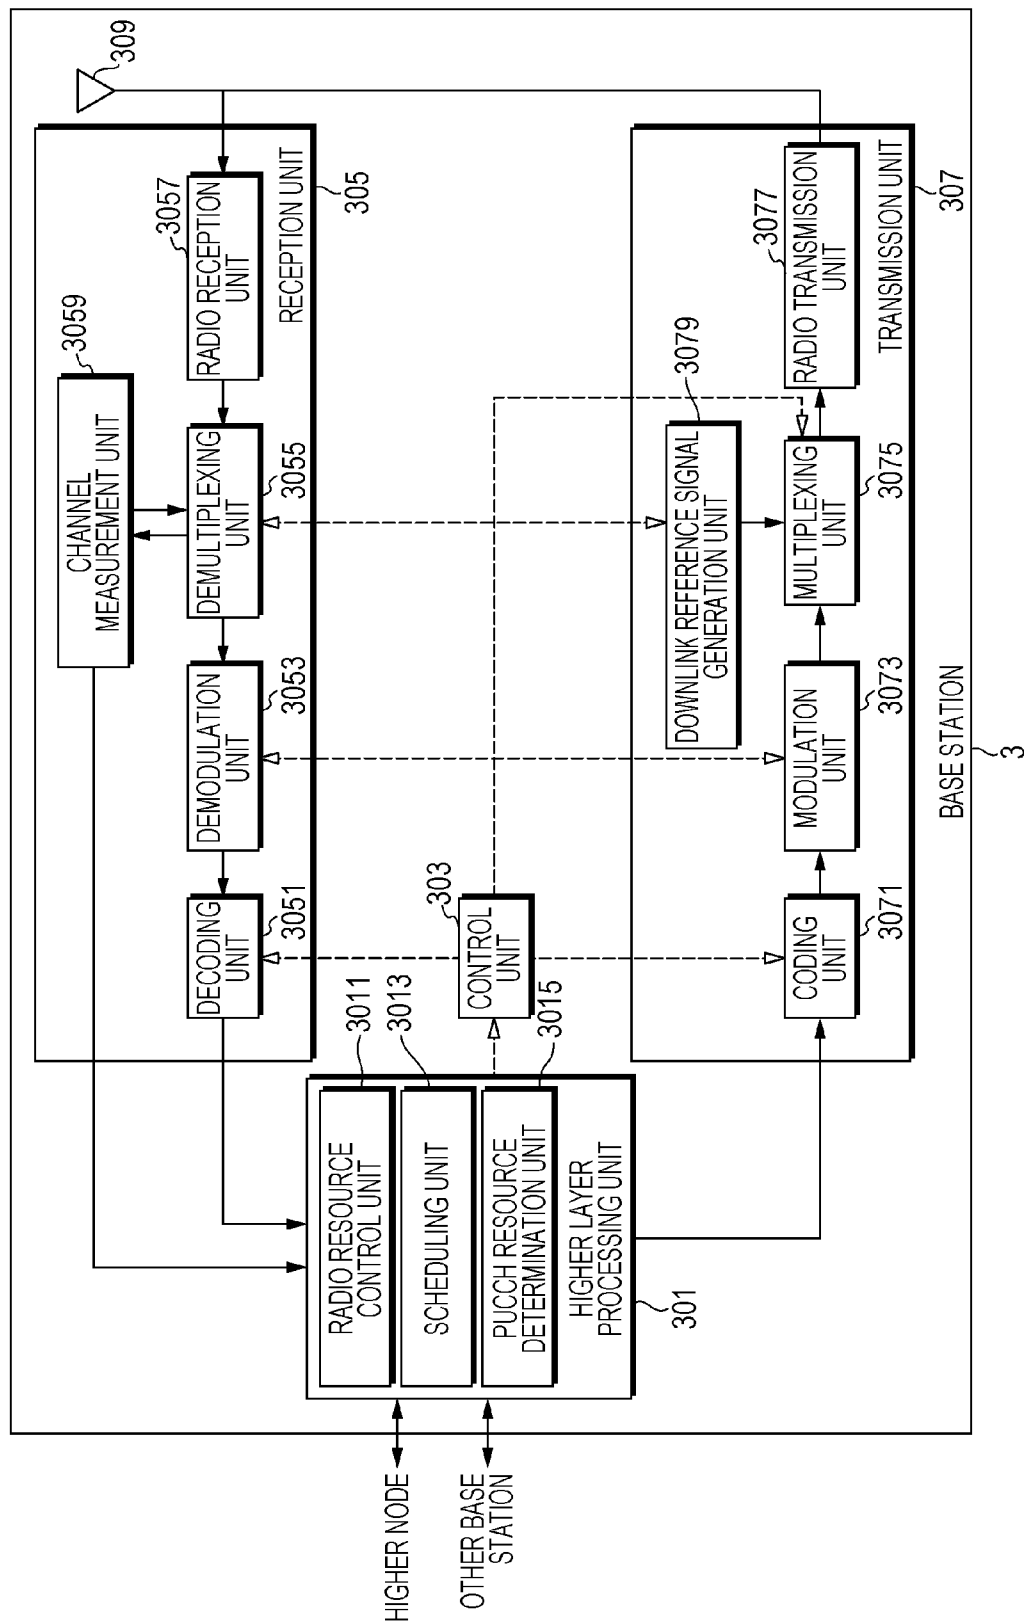 HIGHER NODE
OTHER BASE
STATION
BASE STATION
3
RADIO RESOURCE
CONTROL UNIT
3011
SCHEDULING UNIT
3013
PUCCH RESOURCE
DETERMINATION UNIT
3015
HIGHER LAYER
PROCESSING UNIT
301
CONTROL
UNIT
303
CHANNEL
MEASUREMENT UNIT
3059
DECODING
UNIT
3051
DEMODULATION
UNIT
3053
DEMULTIPLEXING
UNIT
3055
RADIO RECEPTION
UNIT
3057
RECEPTION UNIT
305
309
DOWNLINK REFERENCE SIGNAL
GENERATION UNIT
3079
CODING
UNIT
3071
MODULATION
UNIT
3073
MULTIPLEXING
UNIT
3075
RADIO TRANSMISSION
UNIT
3077
TRANSMISSION UNIT
307